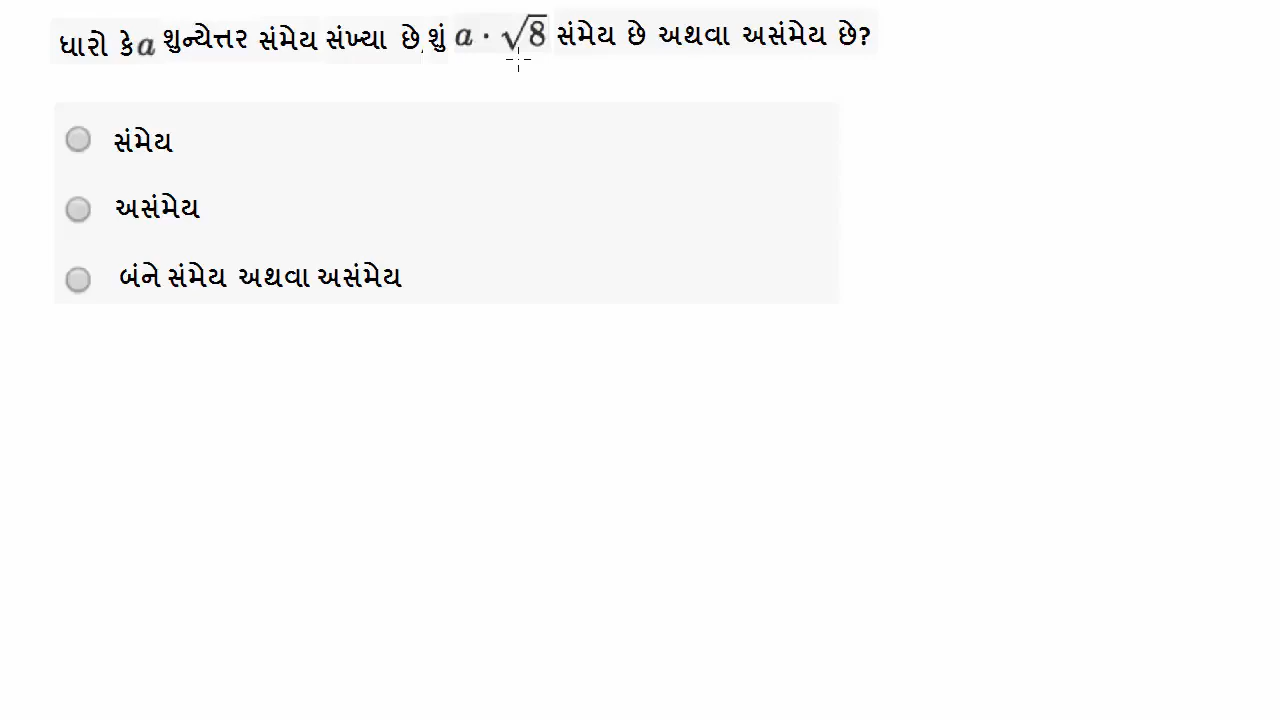 ધારો કે a શુન્યેત્તર સંમેય સંખ્યા છે, શું a · √8 સંમેય છે અથવા અસંમેય છે?
સંમેય
અસંમેય
બંને સંમેય અથવા અસંમેય